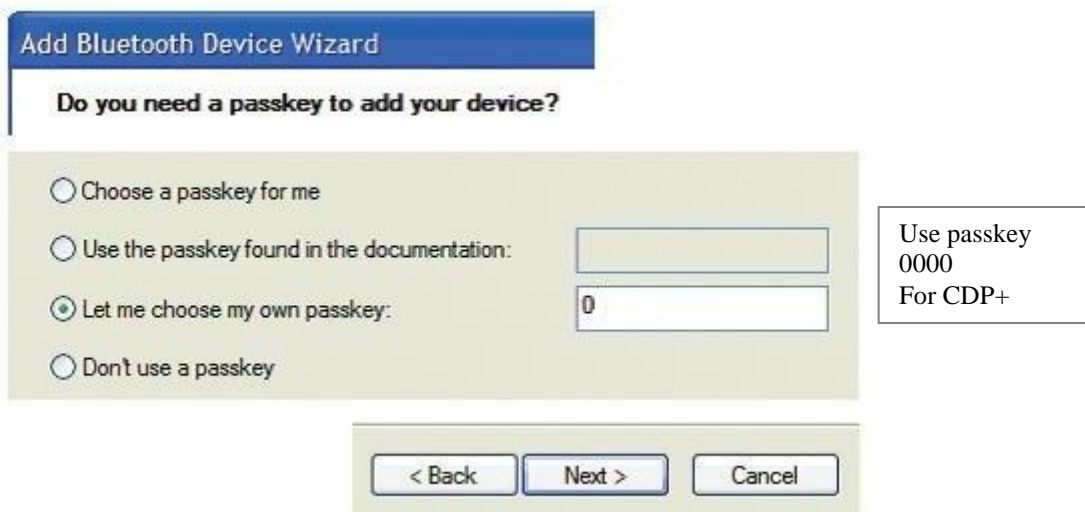 Add Bluetooth Device Wizard
Do you need a passkey to add your device?
Choose a passkey for me
Use the passkey found in the documentation:
Let me choose my own passkey:
0
Don't use a passkey
Use passkey
0000
For CDP+
< Back
Next >
Cancel